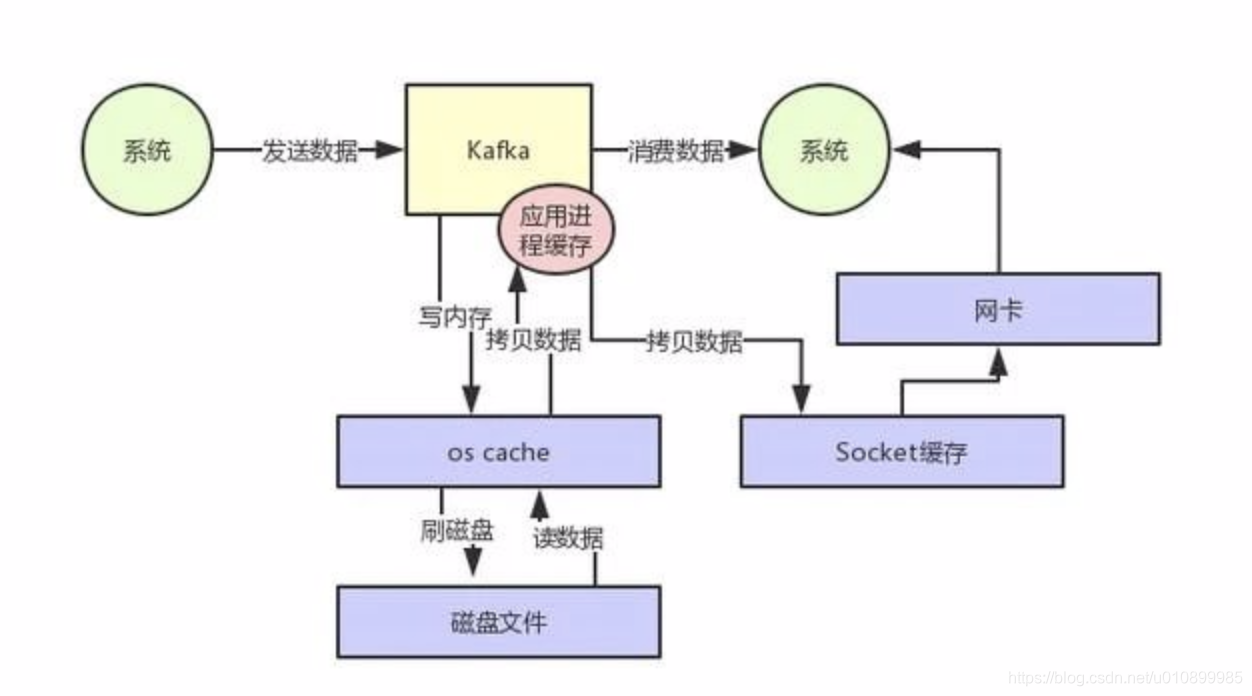 系统
发送数据
Kafka
消费数据
系统
应用进
程缓存
写内存
拷贝数据
拷贝数据
网卡
os cache
Socket缓存
刷磁盘
读数据
磁盘文件
https://blog.csdn.net/u010899985